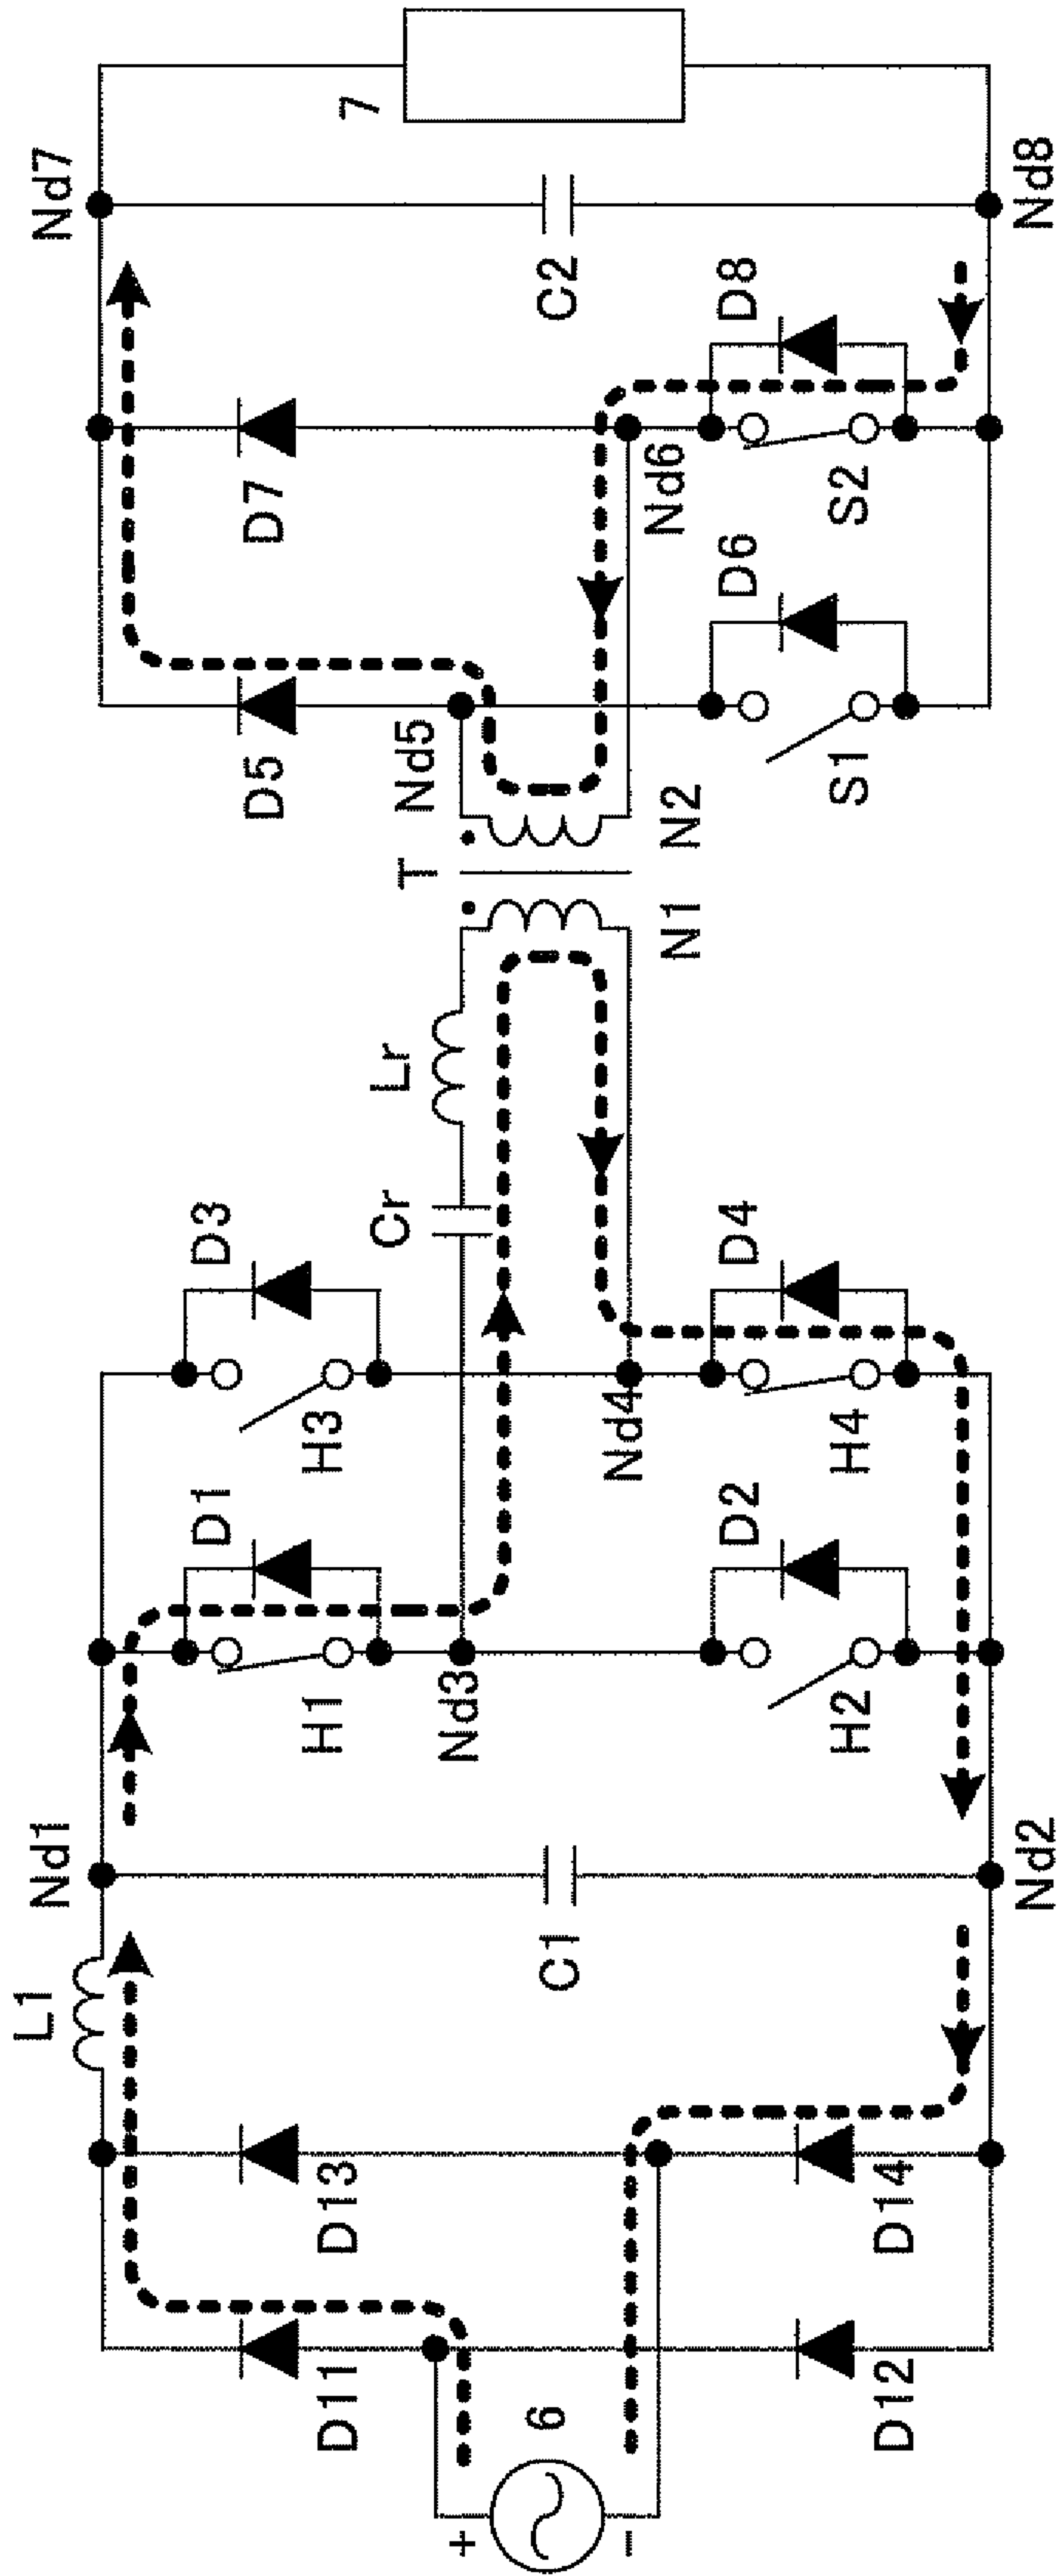 L1
Nd1
Nd7
D11
D13
D1
D3
D5
D7
7
H1
H3
Cr
Lr
T
Nd5
+
6
−
C1
Nd3
Nd4
N1
N2
Nd6
C2
D12
D14
D2
D4
D6
D8
H2
H4
S1
S2
Nd2
Nd8